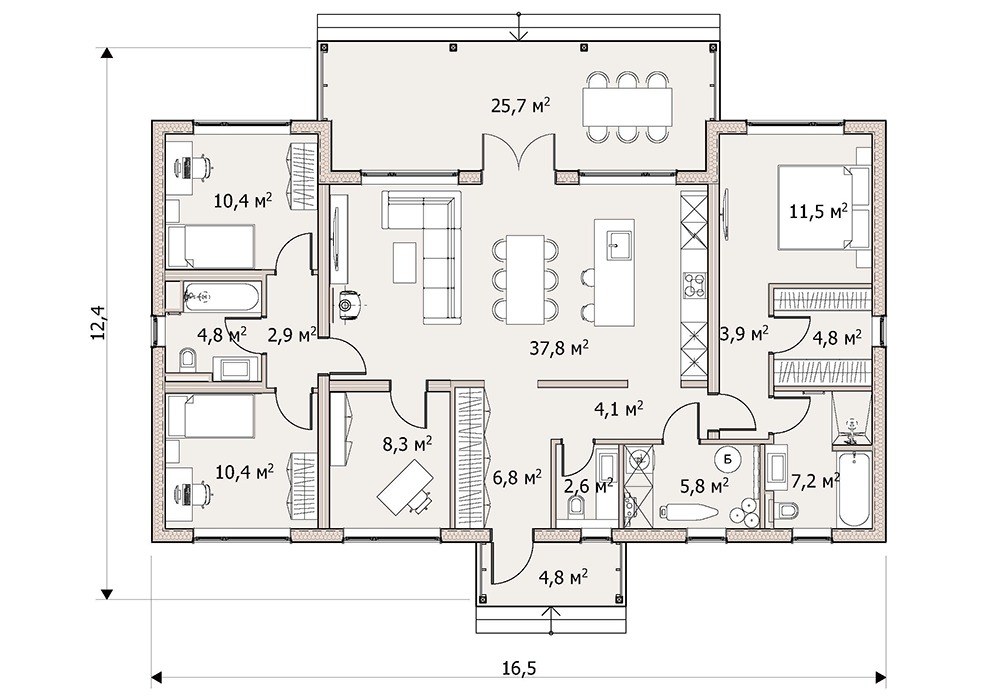 25,7 м²
10,4 м²
11,5 м²
12,4
4,8 м²
2,9 м²
37,8 м²
3,9 м²
4,8 м²
4,1 м²
8,3 м²
10,4 м²
6,8 м²
2,6 м²
Б
5,8 м²
7,2 м²
4,8 м²
16,5